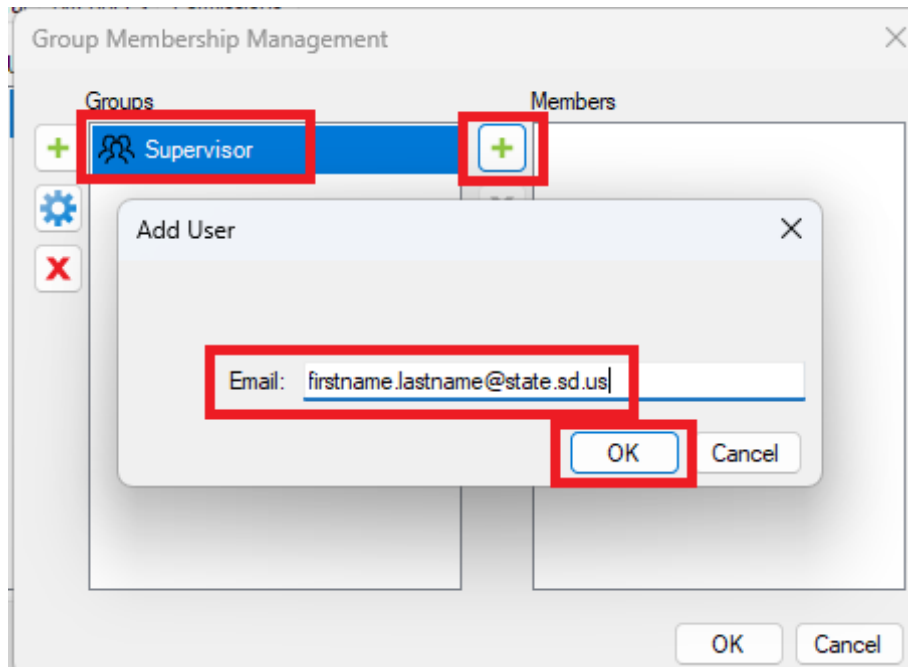 Group Membership Management
Groups
Members
Supervisor
Add User
Email: firstname.lastname@state.sd.us
OK
Cancel
OK
Cancel